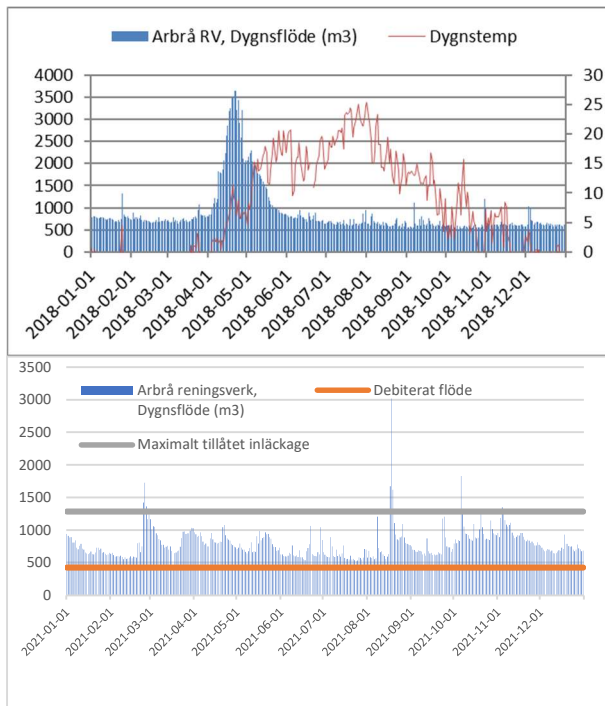 Arbrå RV, Dygnsflöde (m3) Dygnstemp
4000 30
3500 25
3000
2500 20
2000 15
1500 10
1000
500 5
0 0
2018-01-01 2018-02-01 2018-03-01 2018-04-01 2018-05-01 2018-06-01 2018-07-01 2018-08-01 2018-09-01 2018-10-01 2018-11-01 2018-12-01
3500
Arbrå reningsverk, Debiterat flöde
Dygnsflöde (m3)
3000
Maximalt tillåtet inläckage
2500
2000
1500
1000
500
0
2021-01-01 2021-02-01 2021-03-01 2021-04-01 2021-05-01 2021-06-01 2021-07-01 2021-08-01 2021-09-01 2021-10-01 2021-11-01 2021-12-01